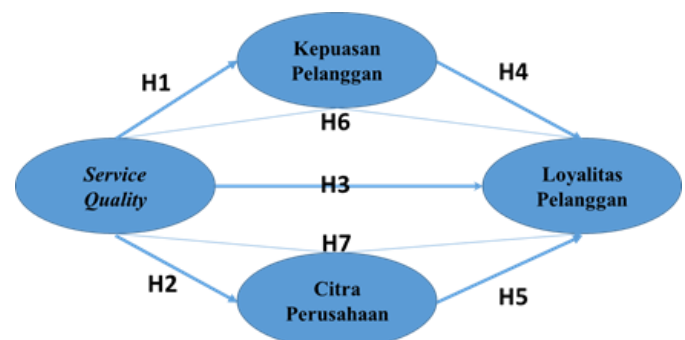 Kepuasan
Pelanggan
H1
H4
H6
Service
Quality
H3
Loyalitas
Pelanggan
H7
H2
Citra
Perusahaan
H5